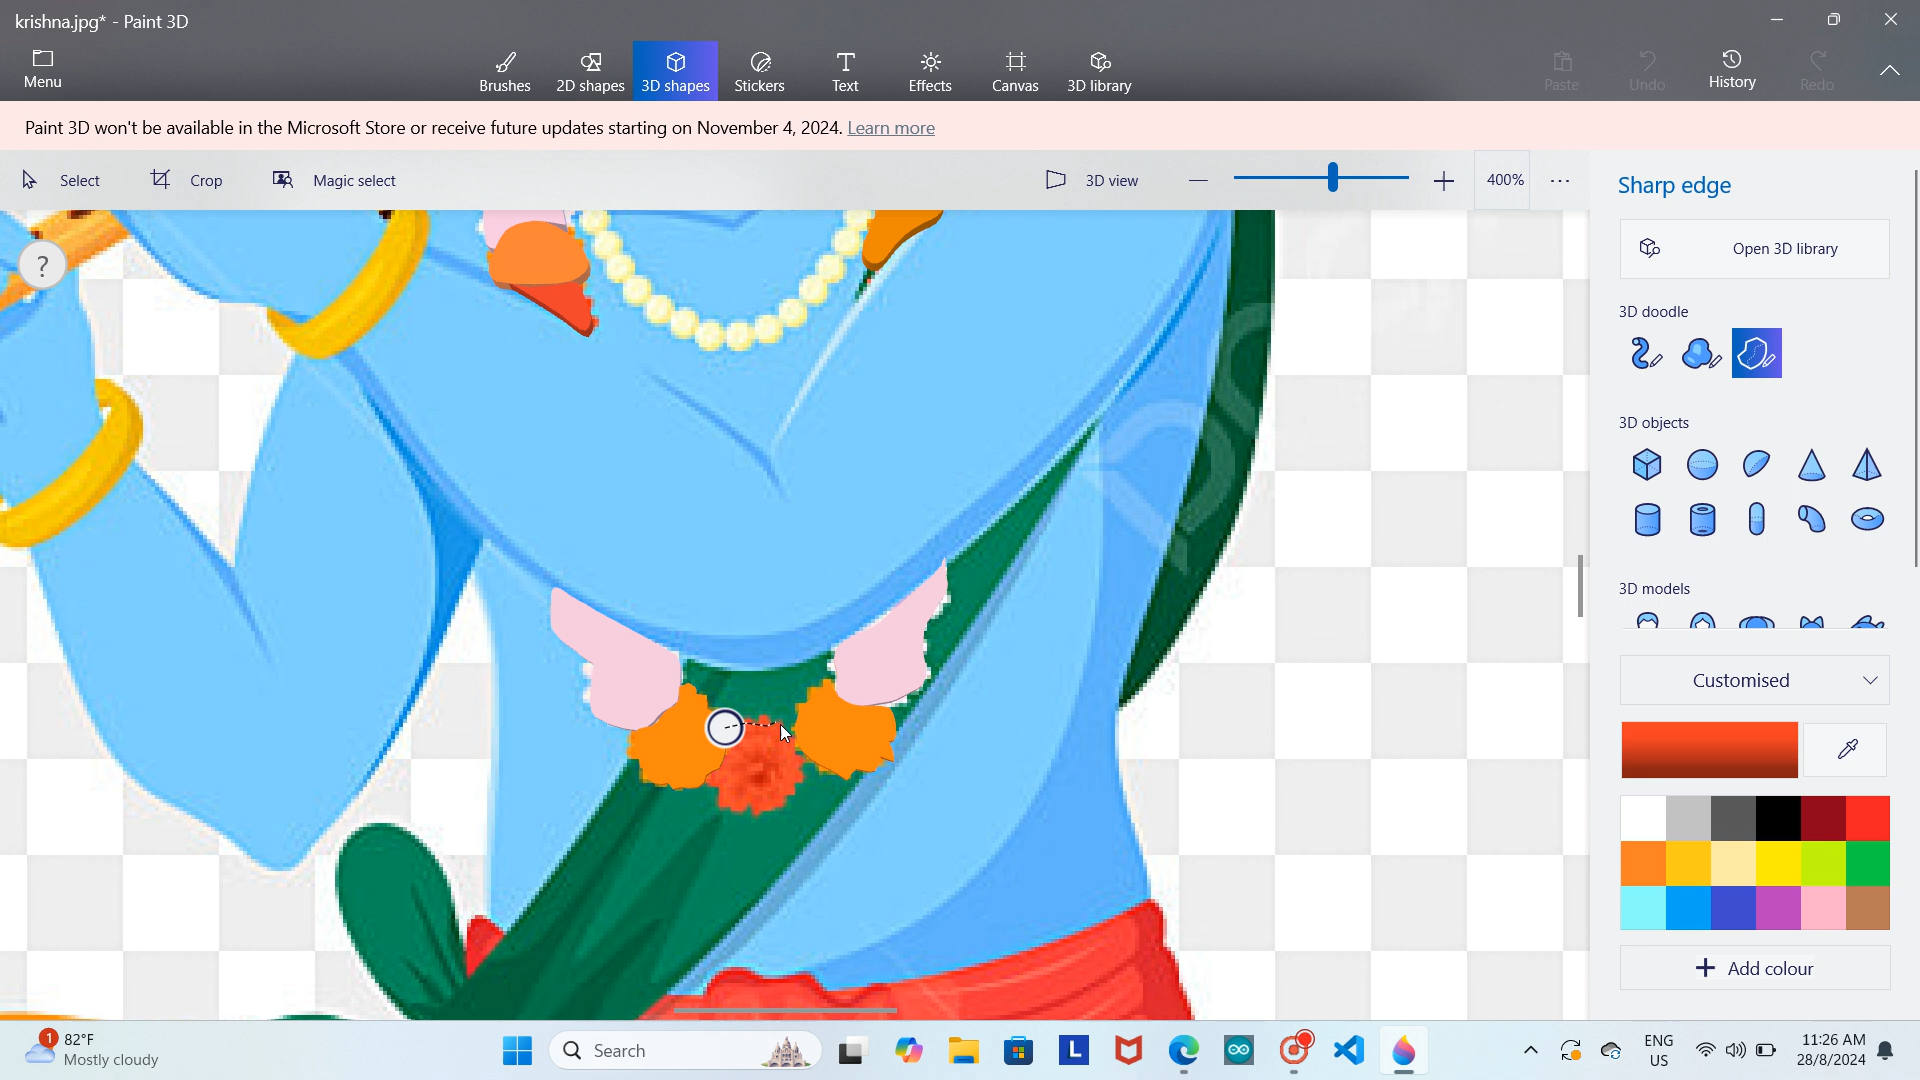 krishna.jpg* - Paint 3D
Menu
Brushes
2D shapes
3D shapes
Stickers
Text
Effects
Canvas
3D library
Paste
Undo
History
Redo
Paint 3D won't be available in the Microsoft Store or receive future updates starting on November 4, 2024. Learn more
Select
Crop
Magic select
3D view
400%
Sharp edge
?
Open 3D library
3D doodle
3D objects
3D models
Customised
Add colour
1
82°F
Mostly cloudy
Search
L
ENG
US
11:26 AM
28/8/2024